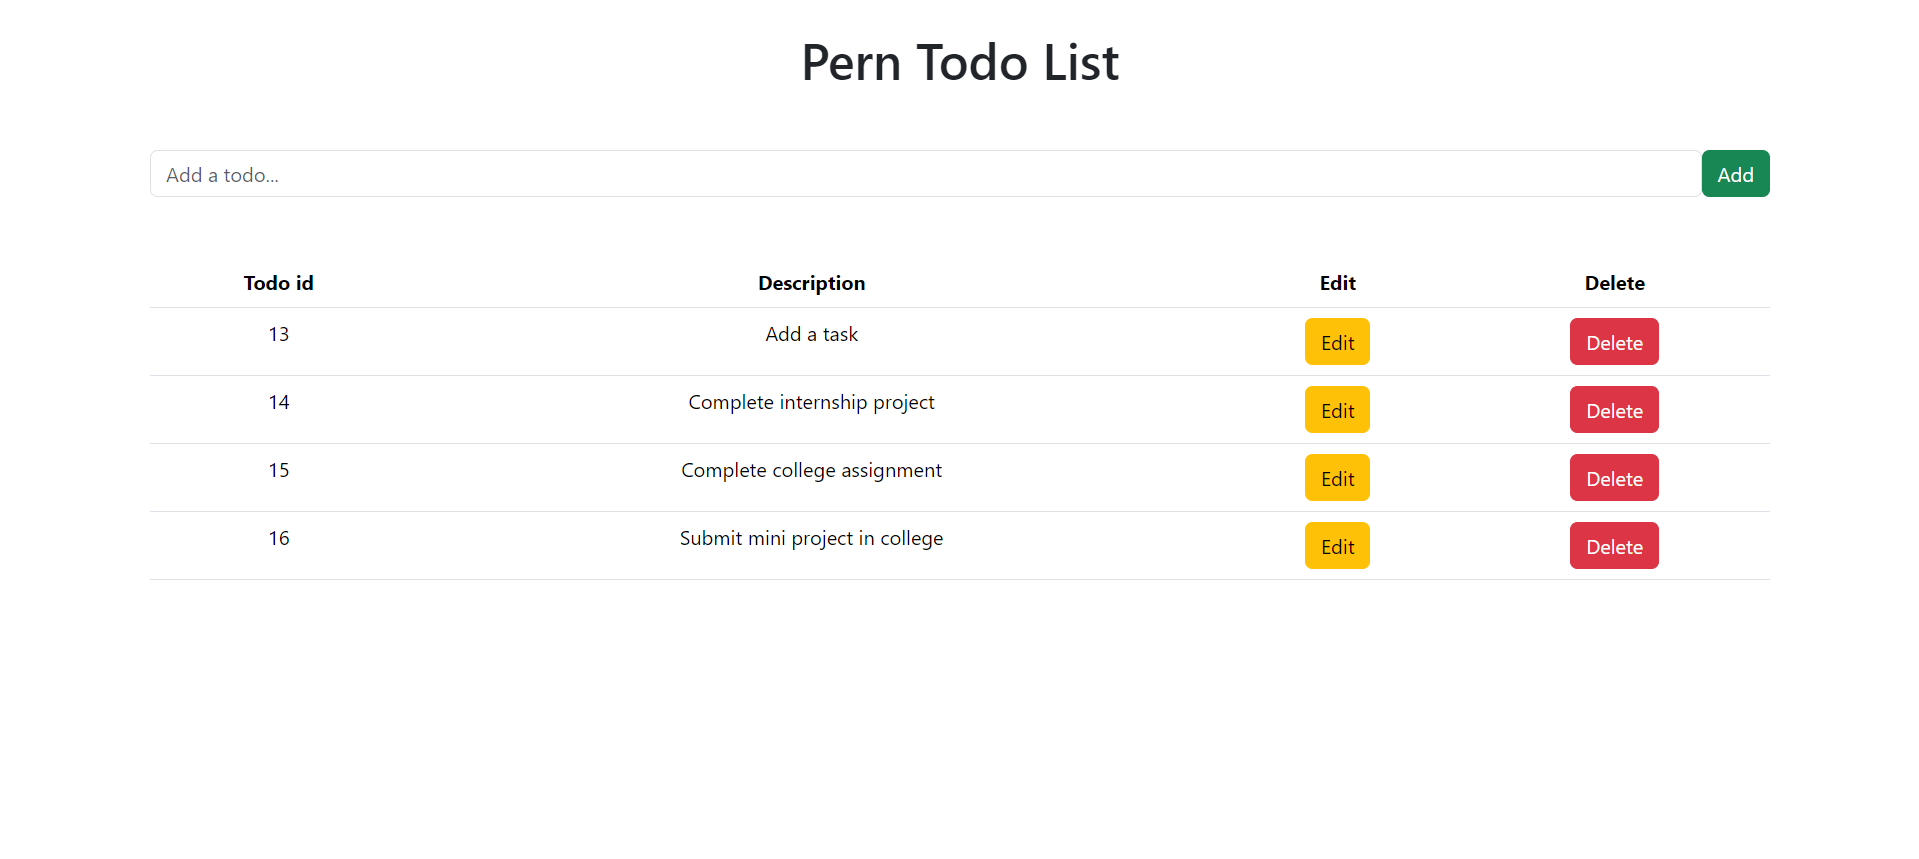 Pern Todo List
Add a todo... Add
Todo id Description Edit Delete
13 Add a task Edit Delete
14 Complete internship project Edit Delete
15 Complete college assignment Edit Delete
16 Submit mini project in college Edit Delete